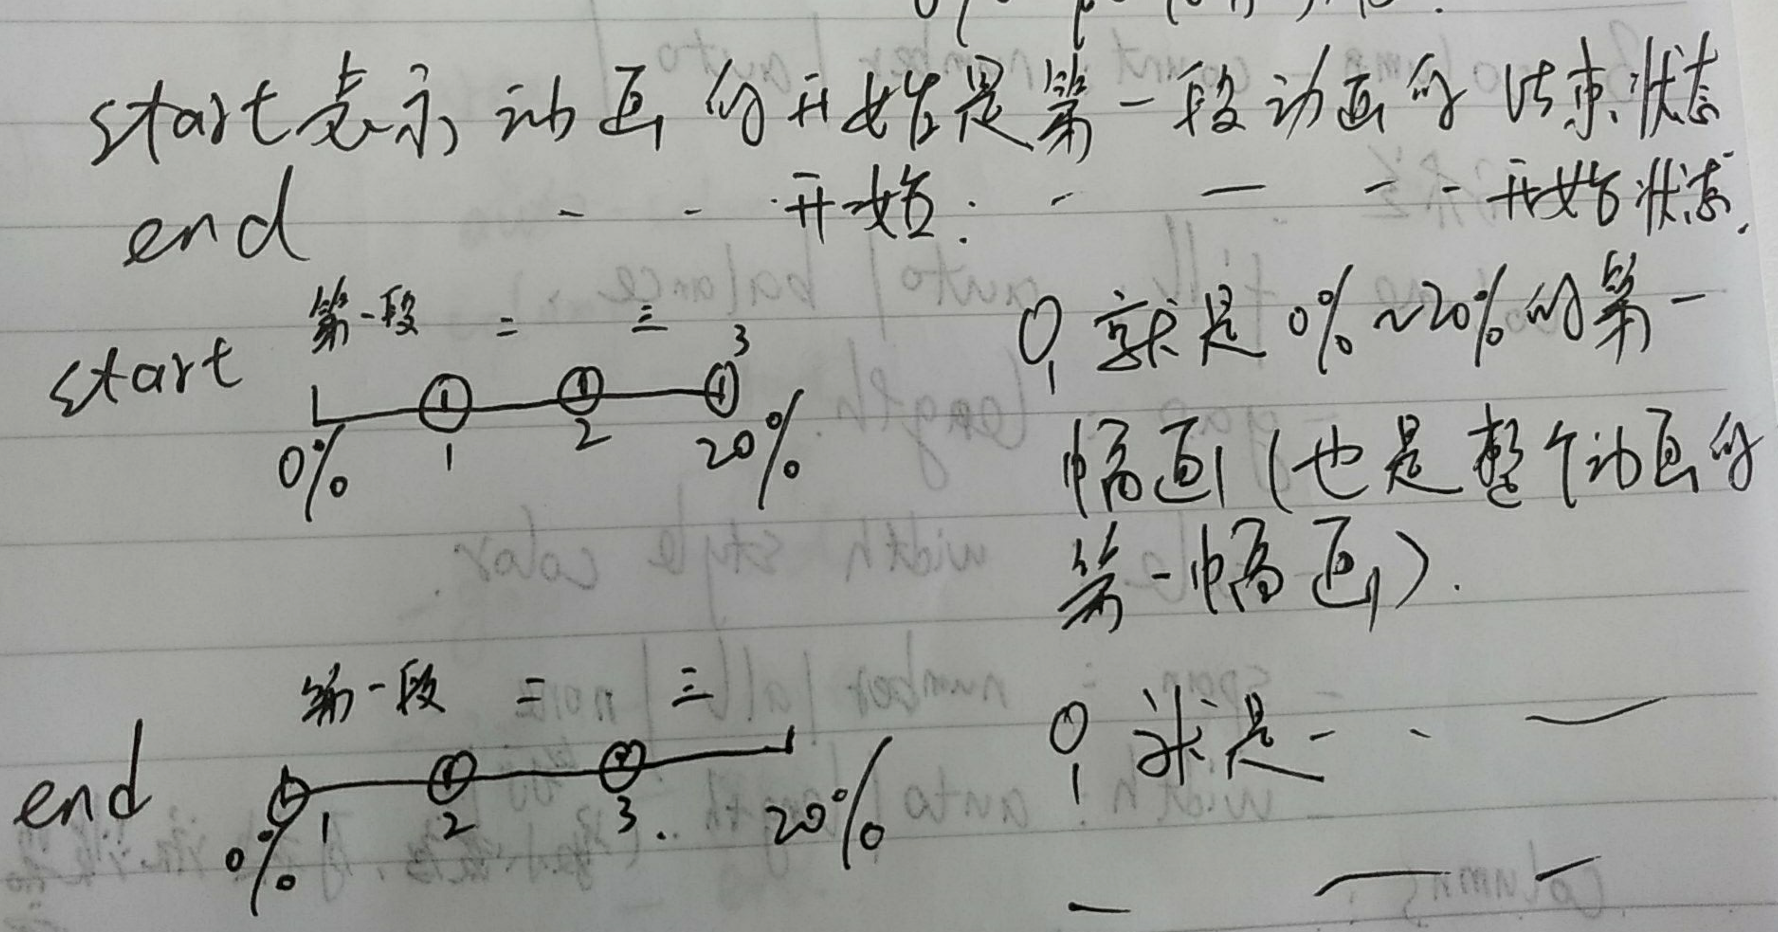 start表示动画的开始是第一段动画的结束状态
end - - 开始. - — - - 开始状态.
第一段 二 三
start
① ① ① 3
0% 1 2 20%
① 就是0%~20%的第一
幅画(也是整个动画的
第一幅画).
第一段 二 三
end
0% 1 2 3. 20%
① 就是- - —
- — —